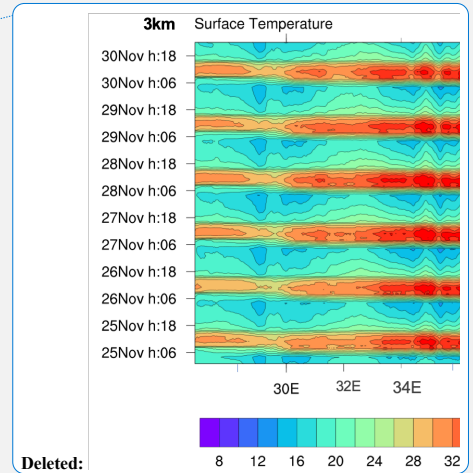 3km Surface Temperature
30Nov h:18
30Nov h:06
29Nov h:18
29Nov h:06
28Nov h:18
28Nov h:06
27Nov h:18
27Nov h:06
26Nov h:18
26Nov h:06
25Nov h:18
25Nov h:06
30E 32E 34E
8 12 16 20 24 28 32
Deleted: